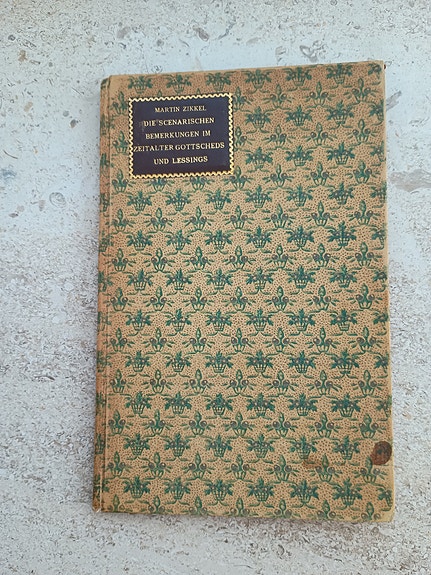 MARTIN ZIKKEL
DIE SCENARISCHEN
BEMERKUNGEN IM
ZEITALTER GOTTSCHEDS
UND LESSINGS